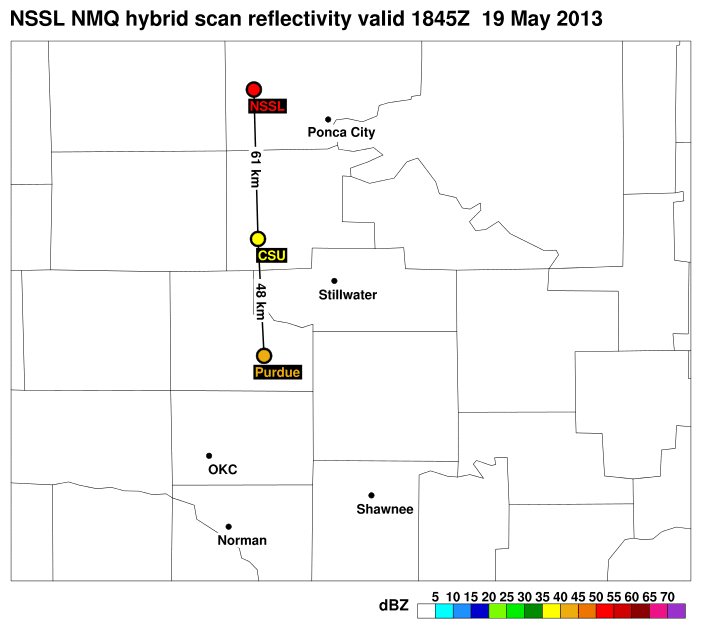 NSSL NMQ hybrid scan reflectivity valid 1845Z 19 May 2013
NSSL
Ponca City
61 km
CSU
48 km
Stillwater
Purdue
OKC
Shawnee
Norman
dBZ 5 10 15 20 25 30 35 40 45 50 55 60 65 70